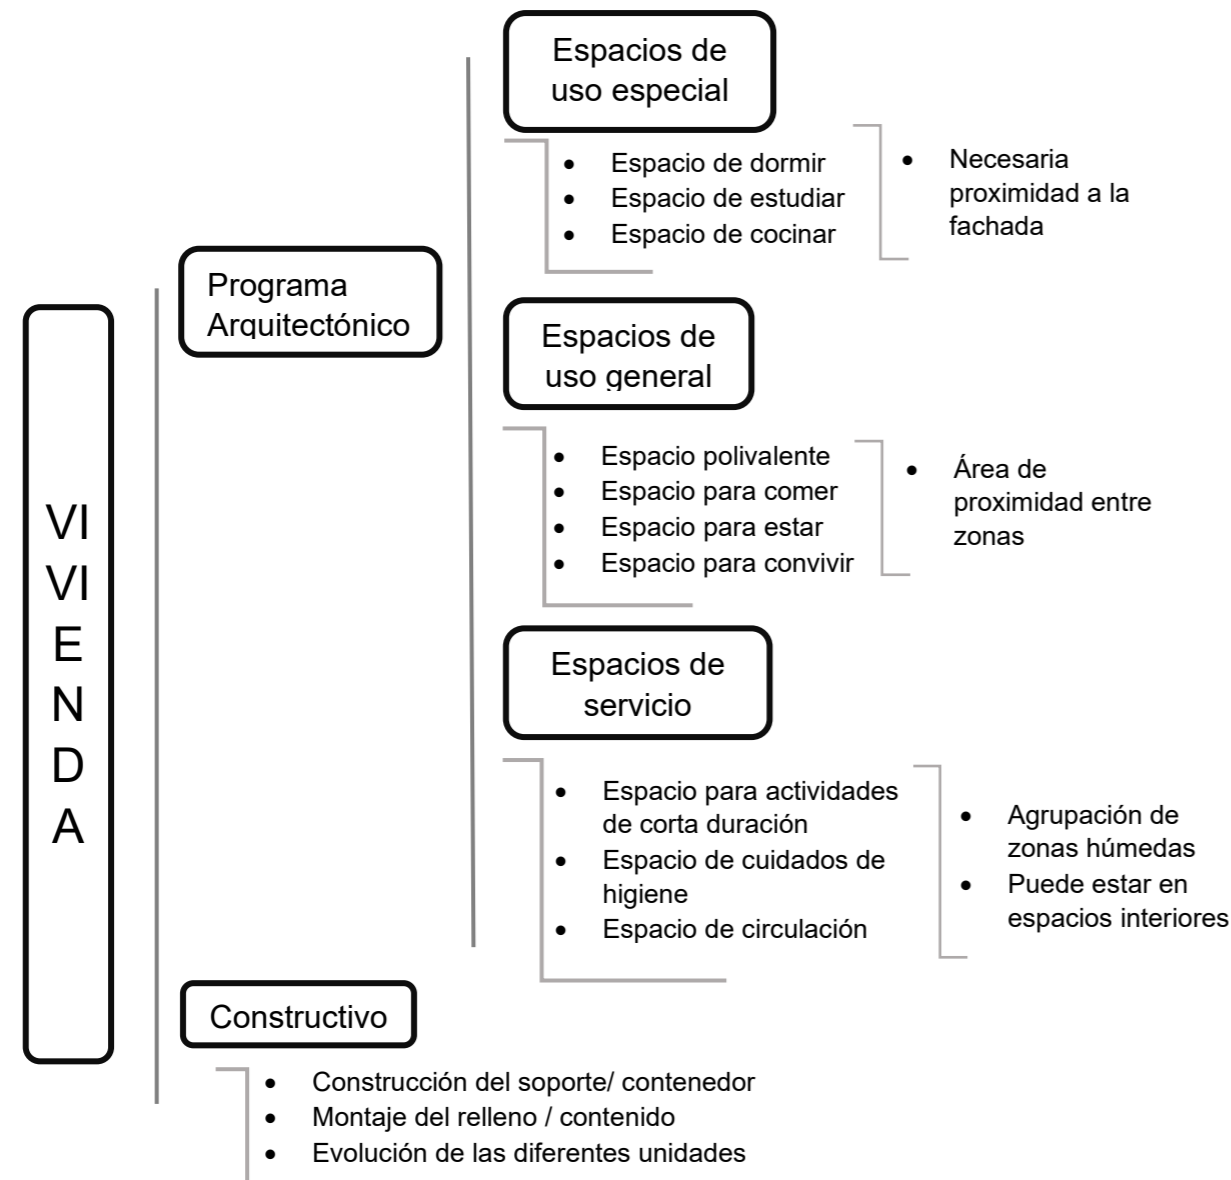 VI
VI
E
N
D
A
Programa
Arquitectónico
Espacios de
uso especial
• Espacio de dormir
• Espacio de estudiar
• Espacio de cocinar
• Necesaria
proximidad a la
fachada
Espacios de
uso general
• Espacio polivalente
• Espacio para comer
• Espacio para estar
• Espacio para convivir
• Área de
proximidad entre
zonas
Espacios de
servicio
• Espacio para actividades
de corta duración
• Espacio de cuidados de
higiene
• Espacio de circulación
• Agrupación de
zonas húmedas
• Puede estar en
espacios interiores
Constructivo
• Construcción del soporte/ contenedor
• Montaje del relleno / contenido
• Evolución de las diferentes unidades